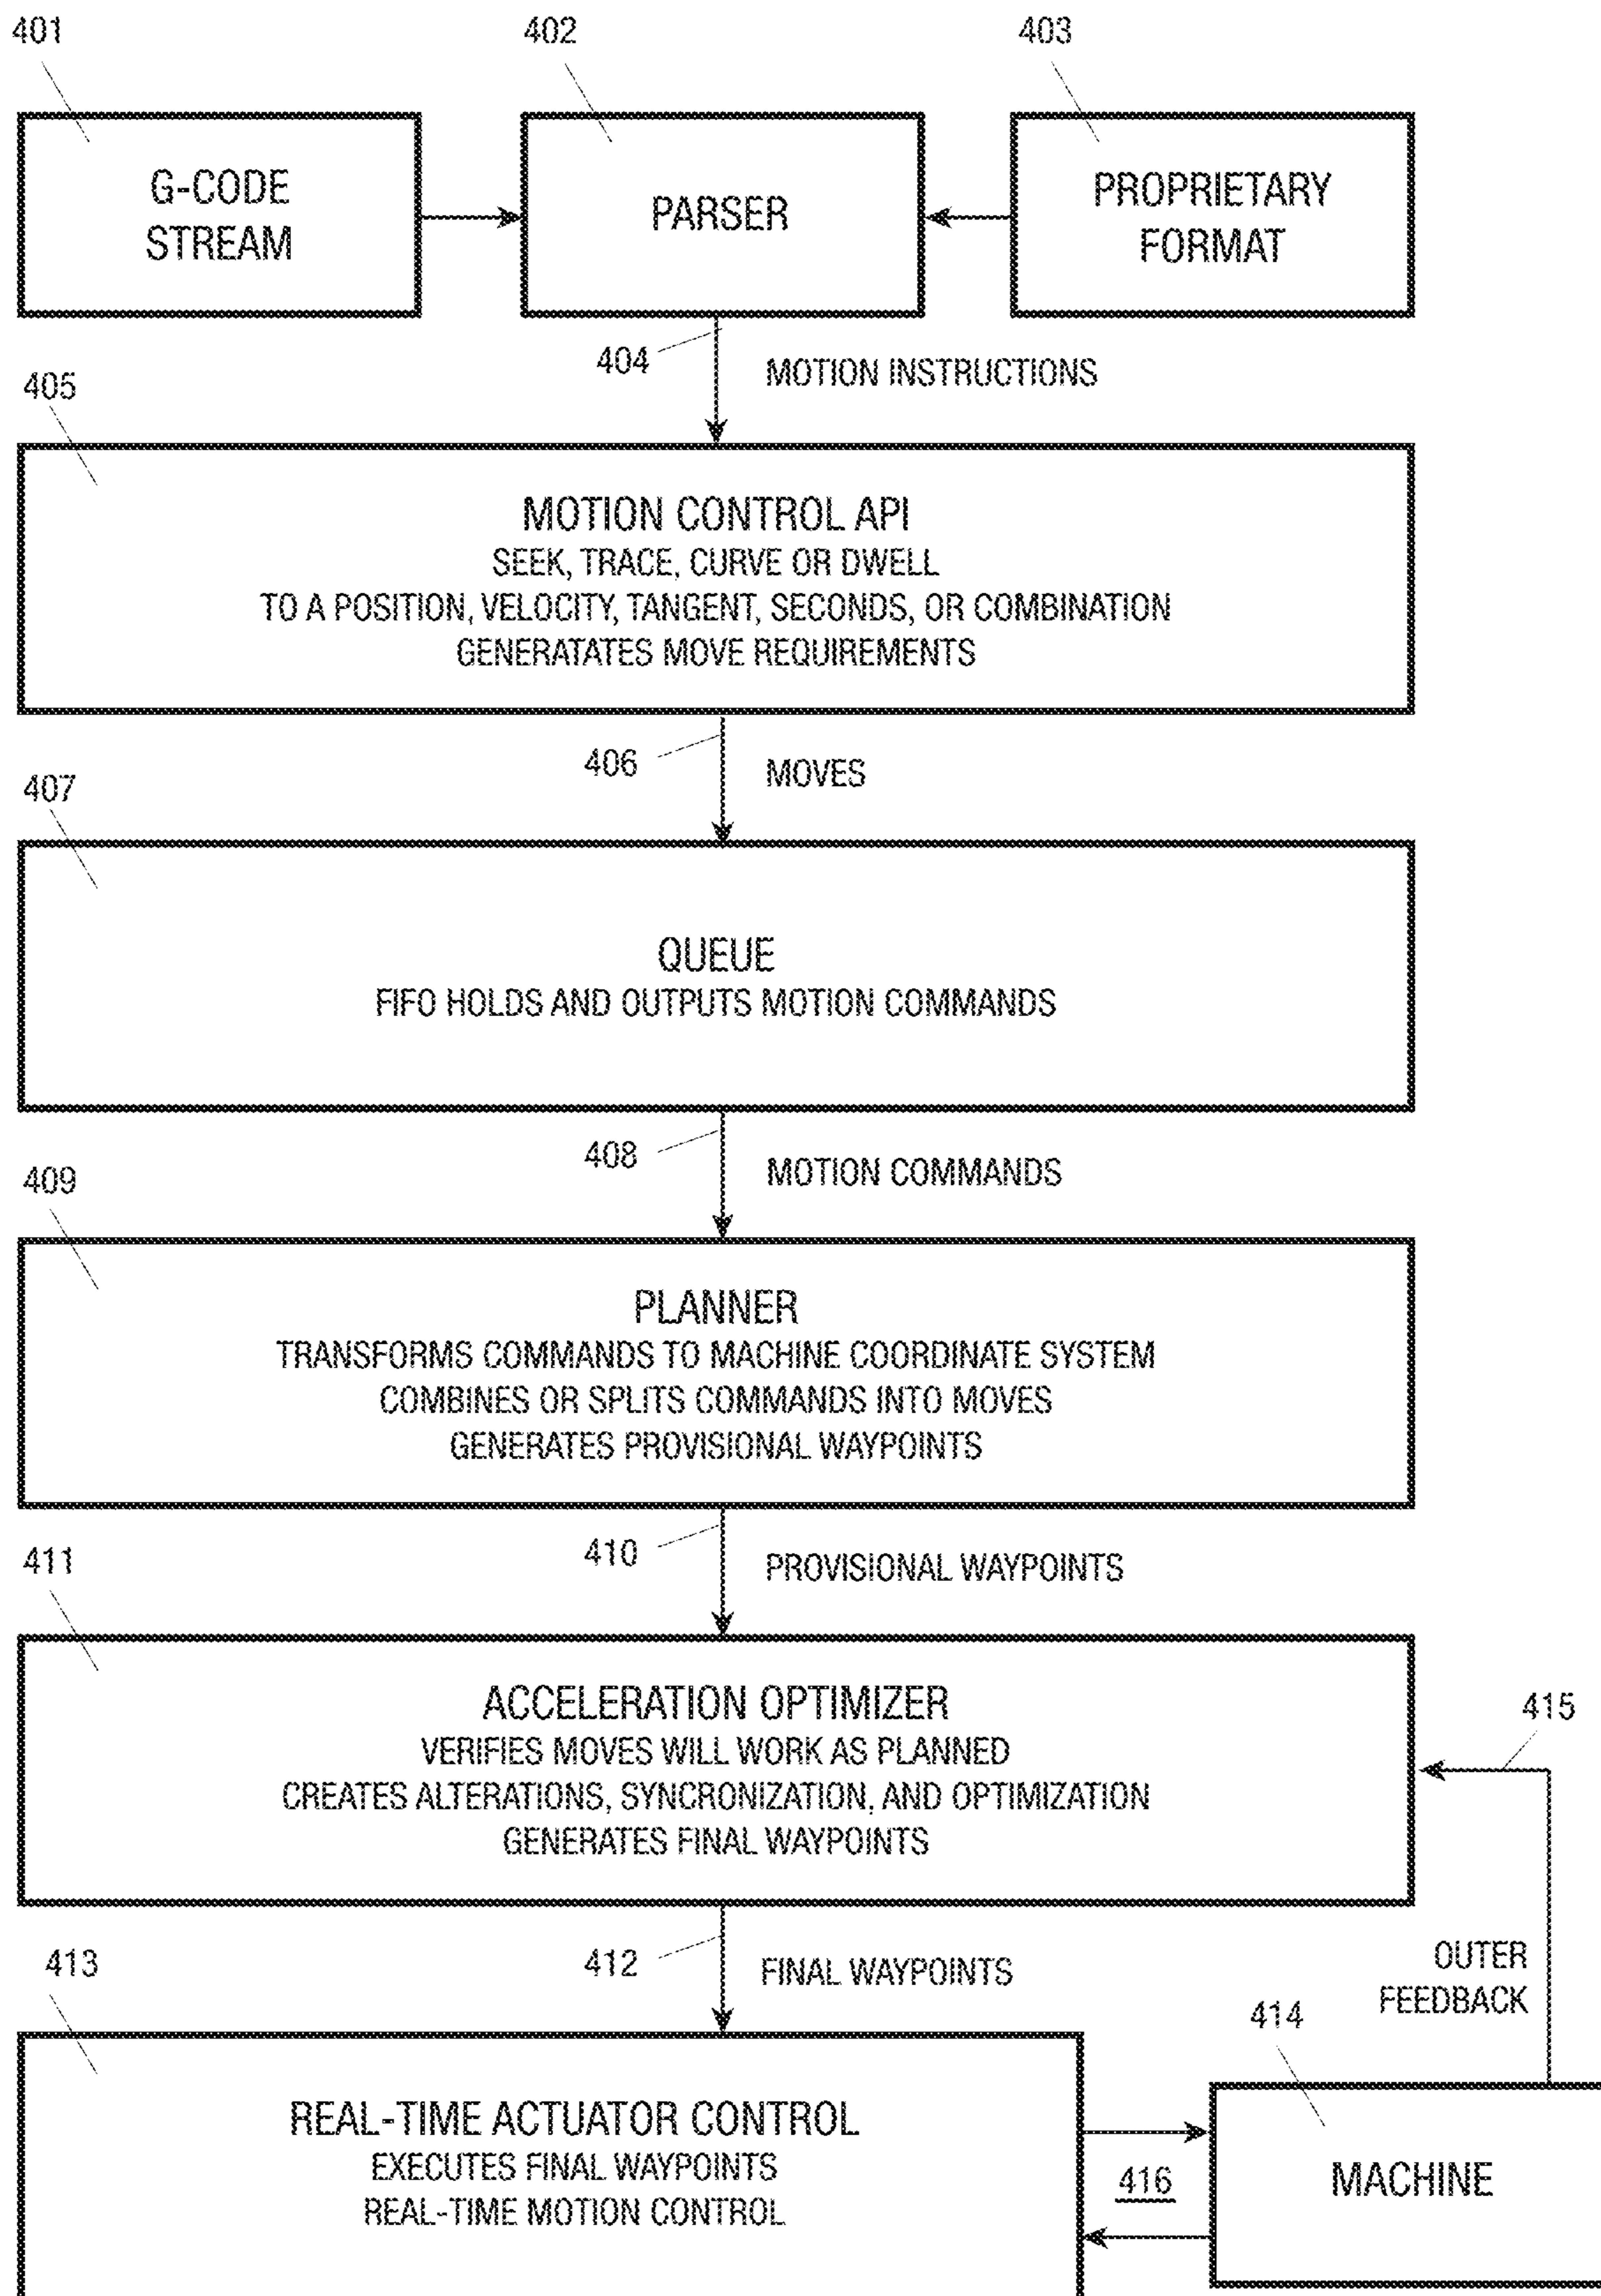 401
402
403
G-CODE
STREAM
PARSER
PROPRIETARY
FORMAT
404
MOTION INSTRUCTIONS
405
MOTION CONTROL API
SEEK, TRACE, CURVE OR DWELL
TO A POSITION, VELOCITY, TANGENT, SECONDS, OR COMBINATION
GENERATATES MOVE REQUIREMENTS
406
MOVES
407
QUEUE
FIFO HOLDS AND OUTPUTS MOTION COMMANDS
408
MOTION COMMANDS
409
PLANNER
TRANSFORMS COMMANDS TO MACHINE COORDINATE SYSTEM
COMBINES OR SPLITS COMMANDS INTO MOVES
GENERATES PROVISIONAL WAYPOINTS
410
PROVISIONAL WAYPOINTS
411
ACCELERATION OPTIMIZER
VERIFIES MOVES WILL WORK AS PLANNED
CREATES ALTERATIONS, SYNCRONIZATION, AND OPTIMIZATION
GENERATES FINAL WAYPOINTS
415
412
FINAL WAYPOINTS
OUTER
FEEDBACK
413
414
REAL-TIME ACTUATOR CONTROL
EXECUTES FINAL WAYPOINTS
REAL-TIME MOTION CONTROL
416
MACHINE